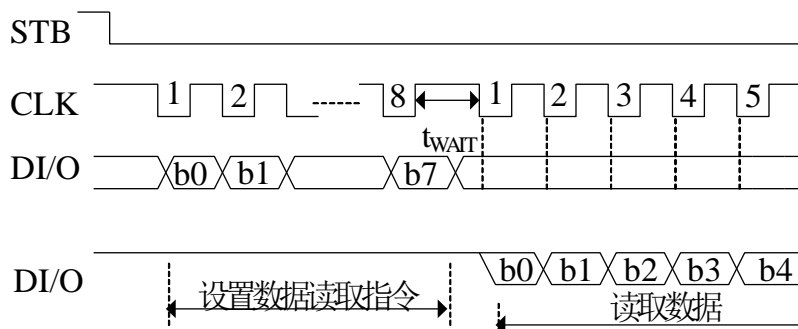 STB
CLK 1 2 8 1 2 3 4 5
tWAIT
DI/O b0 b1 b7
DI/O b0 b1 b2 b3 b4
设置数据读取指令 读取数据